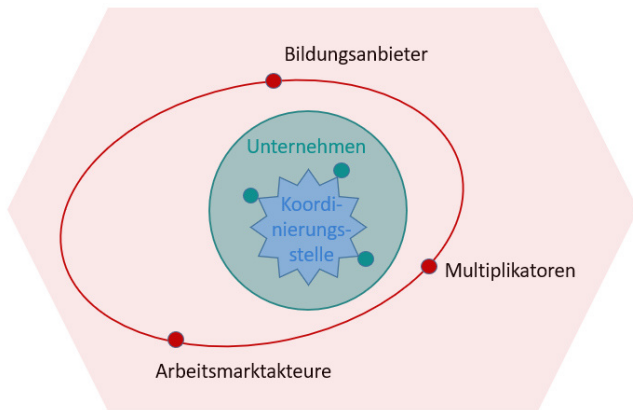 Bildungsanbieter
Unternehmen
Koordi-
nierungs-
stelle
Multiplikatoren
Arbeitsmarktakteure